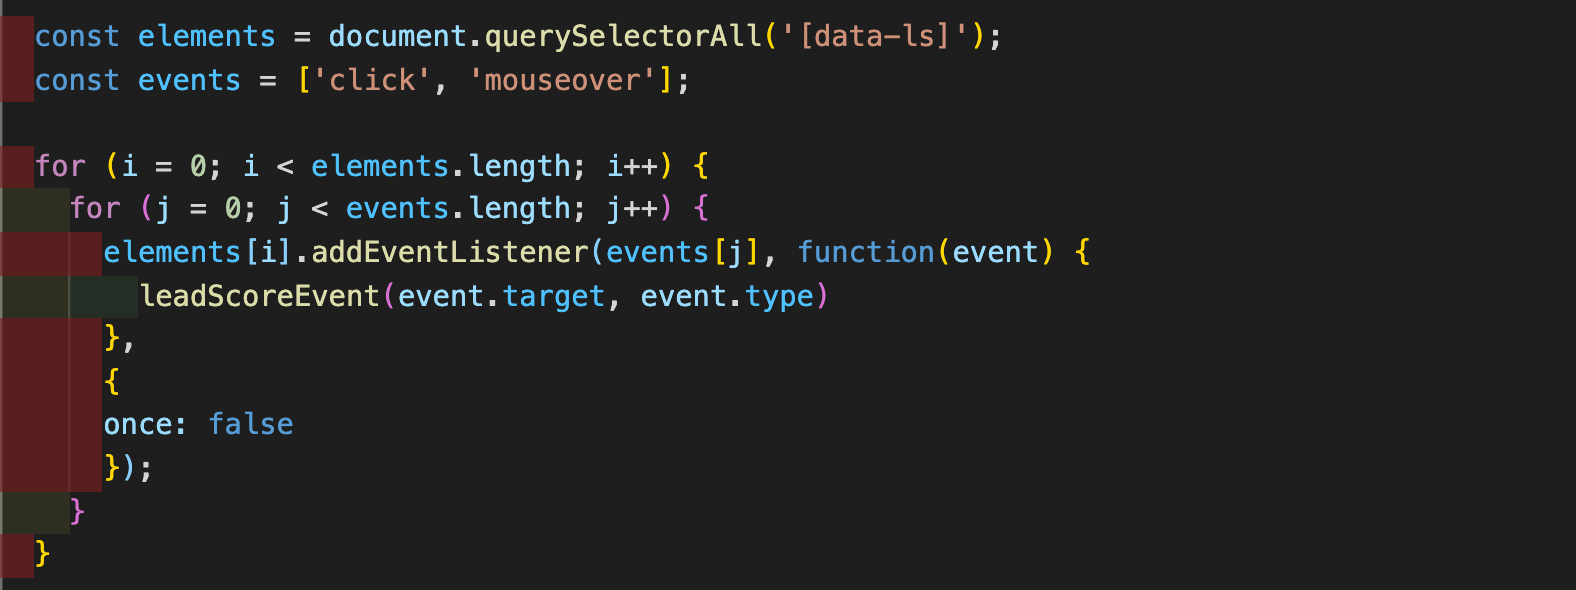 const elements = document.querySelectorAll('[data-ls]');
const events = ['click', 'mouseover'];
for (i = 0; i < elements.length; i++) {
for (j = 0; j < events.length; j++) {
elements[i].addEventListener(events[j], function(event) {
leadScoreEvent(event.target, event.type)
},
{
once: false
});
}
}